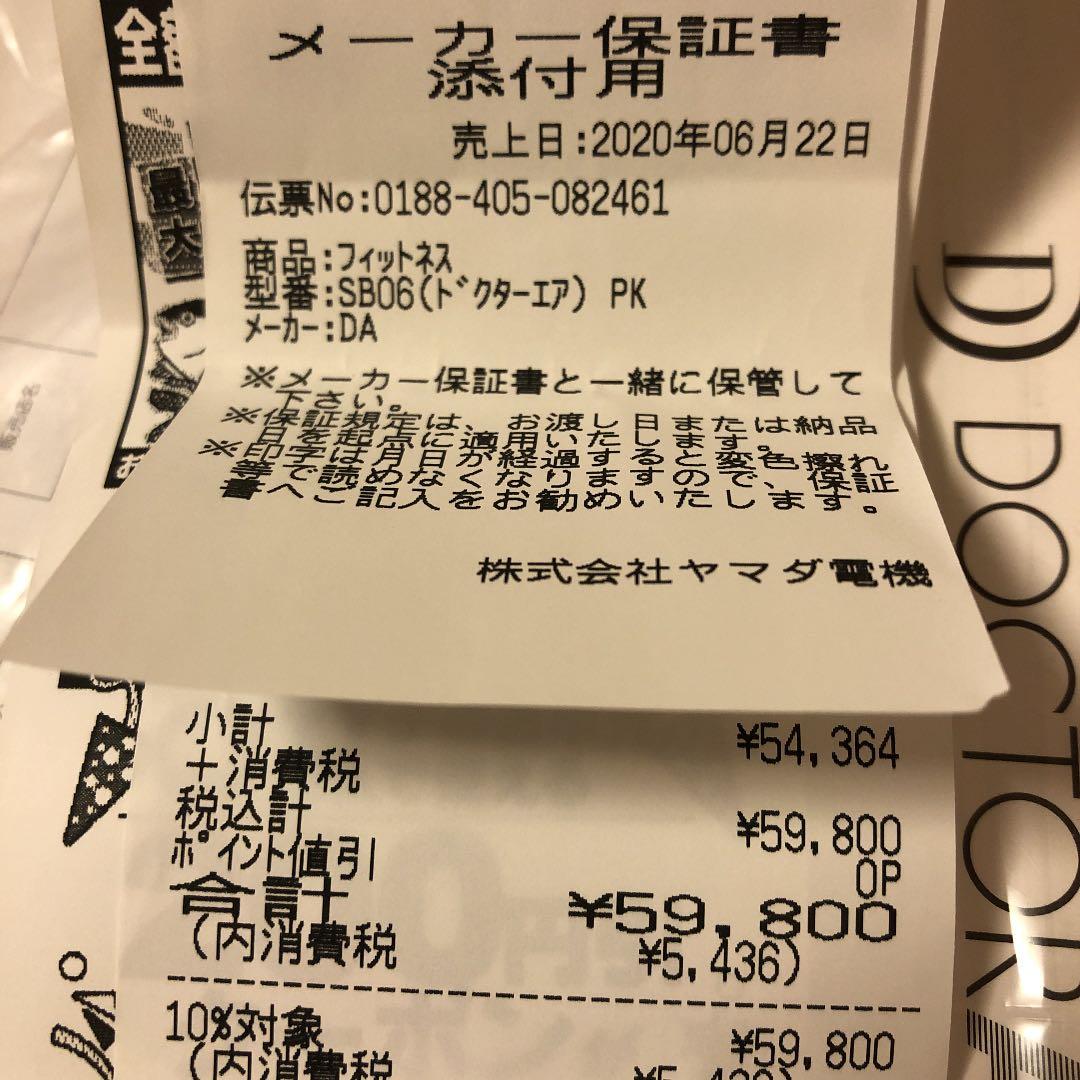 全
最
大
メーカー保証書
添付用
売上日:2020年06月22日
伝票No:0188-405-082461
商品:フィットネス
型番:SB06(ドクターエア) PK
メーカー:DA
※メーカー保証書と一緒に保管して
下さい。
※保証規定は、お渡し日または納品
日を起点に適用いたします。
※印字は月日が経過すると変色擦れ
等で読めなくなりますので、保証
書へご記入をお勧めいたします。
株式会社ヤマダ電機
小計 ¥54,364
+消費税
税込計 ¥59,800
ポイント値引 0P
合計 ¥59,800
(内消費税 ¥5,436)
10%対象 ¥59,800
(内消費税
DOCTOR